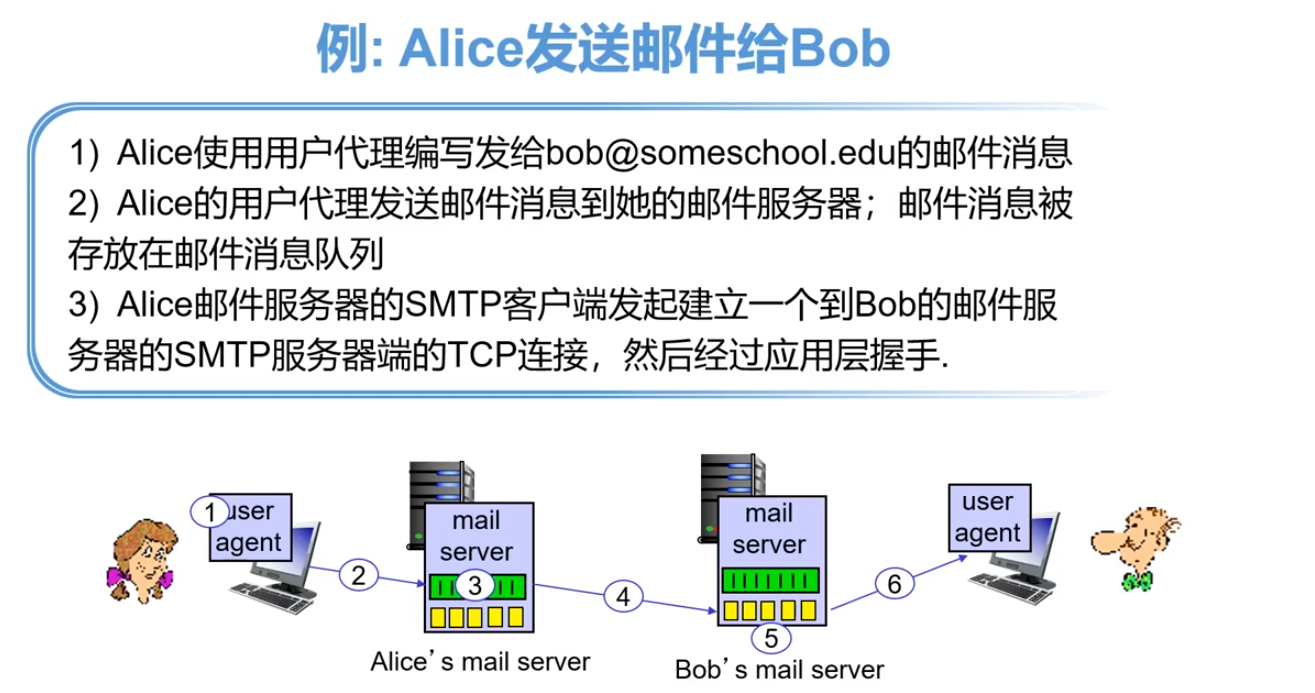 例: Alice发送邮件给Bob
1) Alice使用用户代理编写发给bob@someschool.edu的邮件消息
2) Alice的用户代理发送邮件消息到她的邮件服务器；邮件消息被
存放在邮件消息队列
3) Alice邮件服务器的SMTP客户端发起建立一个到Bob的邮件服
务器的SMTP服务器端的TCP连接，然后经过应用层握手.
1 user
agent
2
mail
server
3
Alice’s mail server
4
mail
server
5
Bob’s mail server
6
user
agent